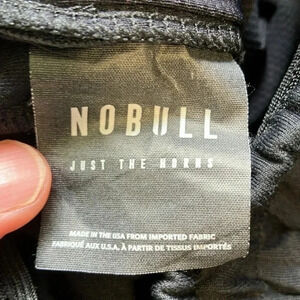 NOBULL
JUST THE HORNS
MADE IN THE USA FROM IMPORTED FABRIC
FABRIQUÉ AUX U.S.A. À PARTIR DE TISSUS IMPORTÉS